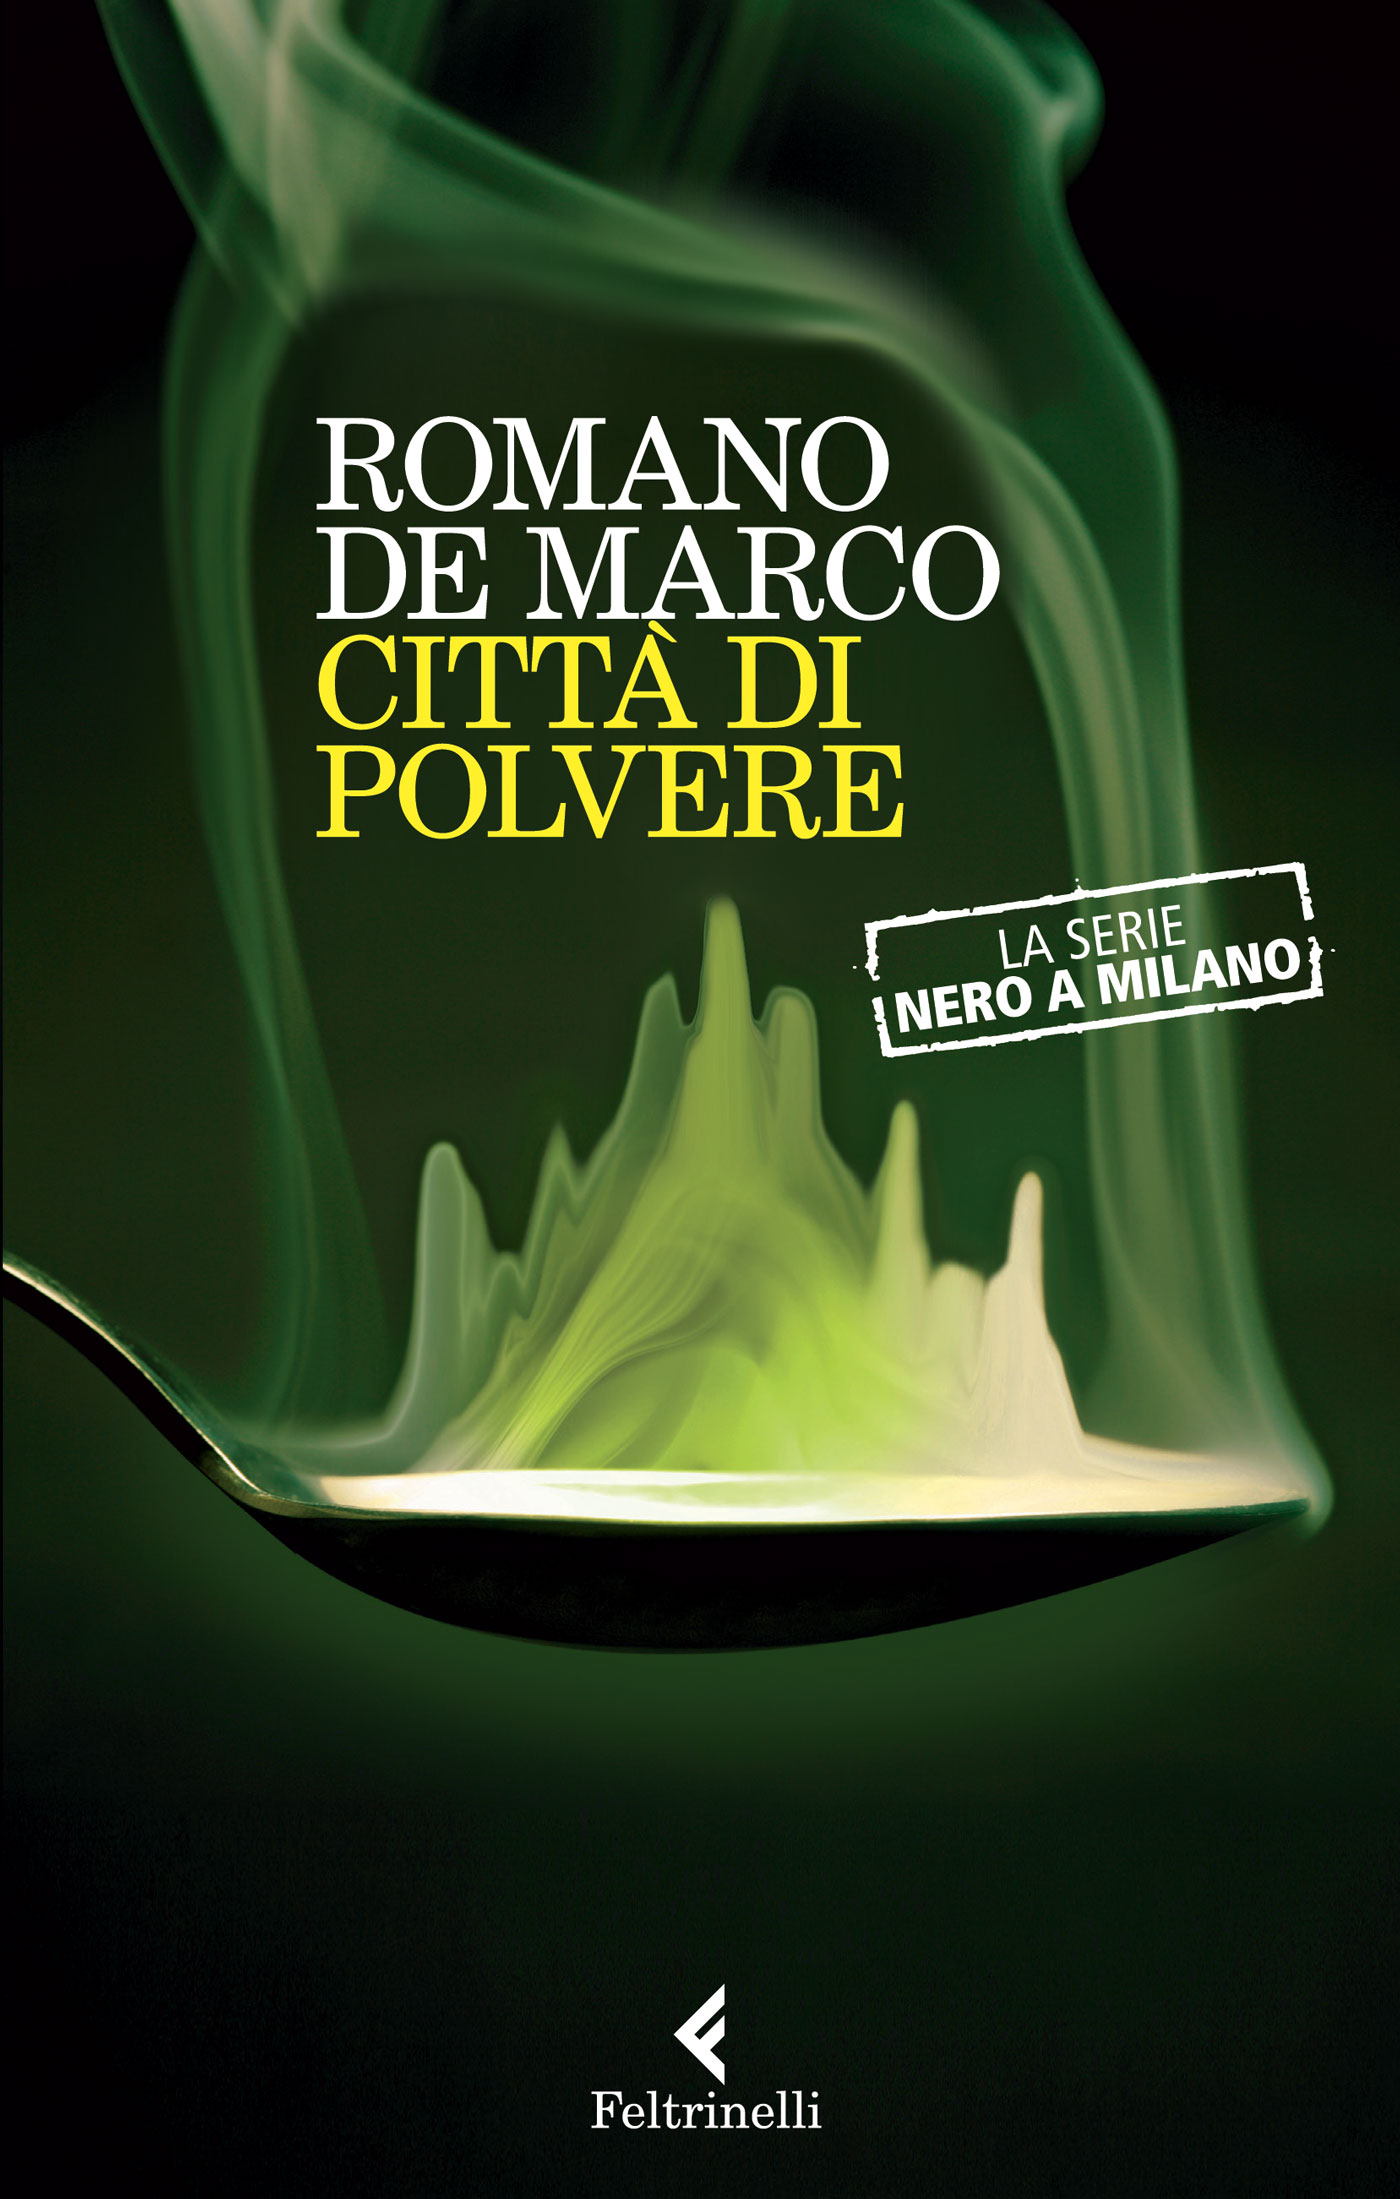 ROMANO
DE MARCO
CITTÀ DI
POLVERE
LA SERIE
NERO A MILANO
Feltrinelli